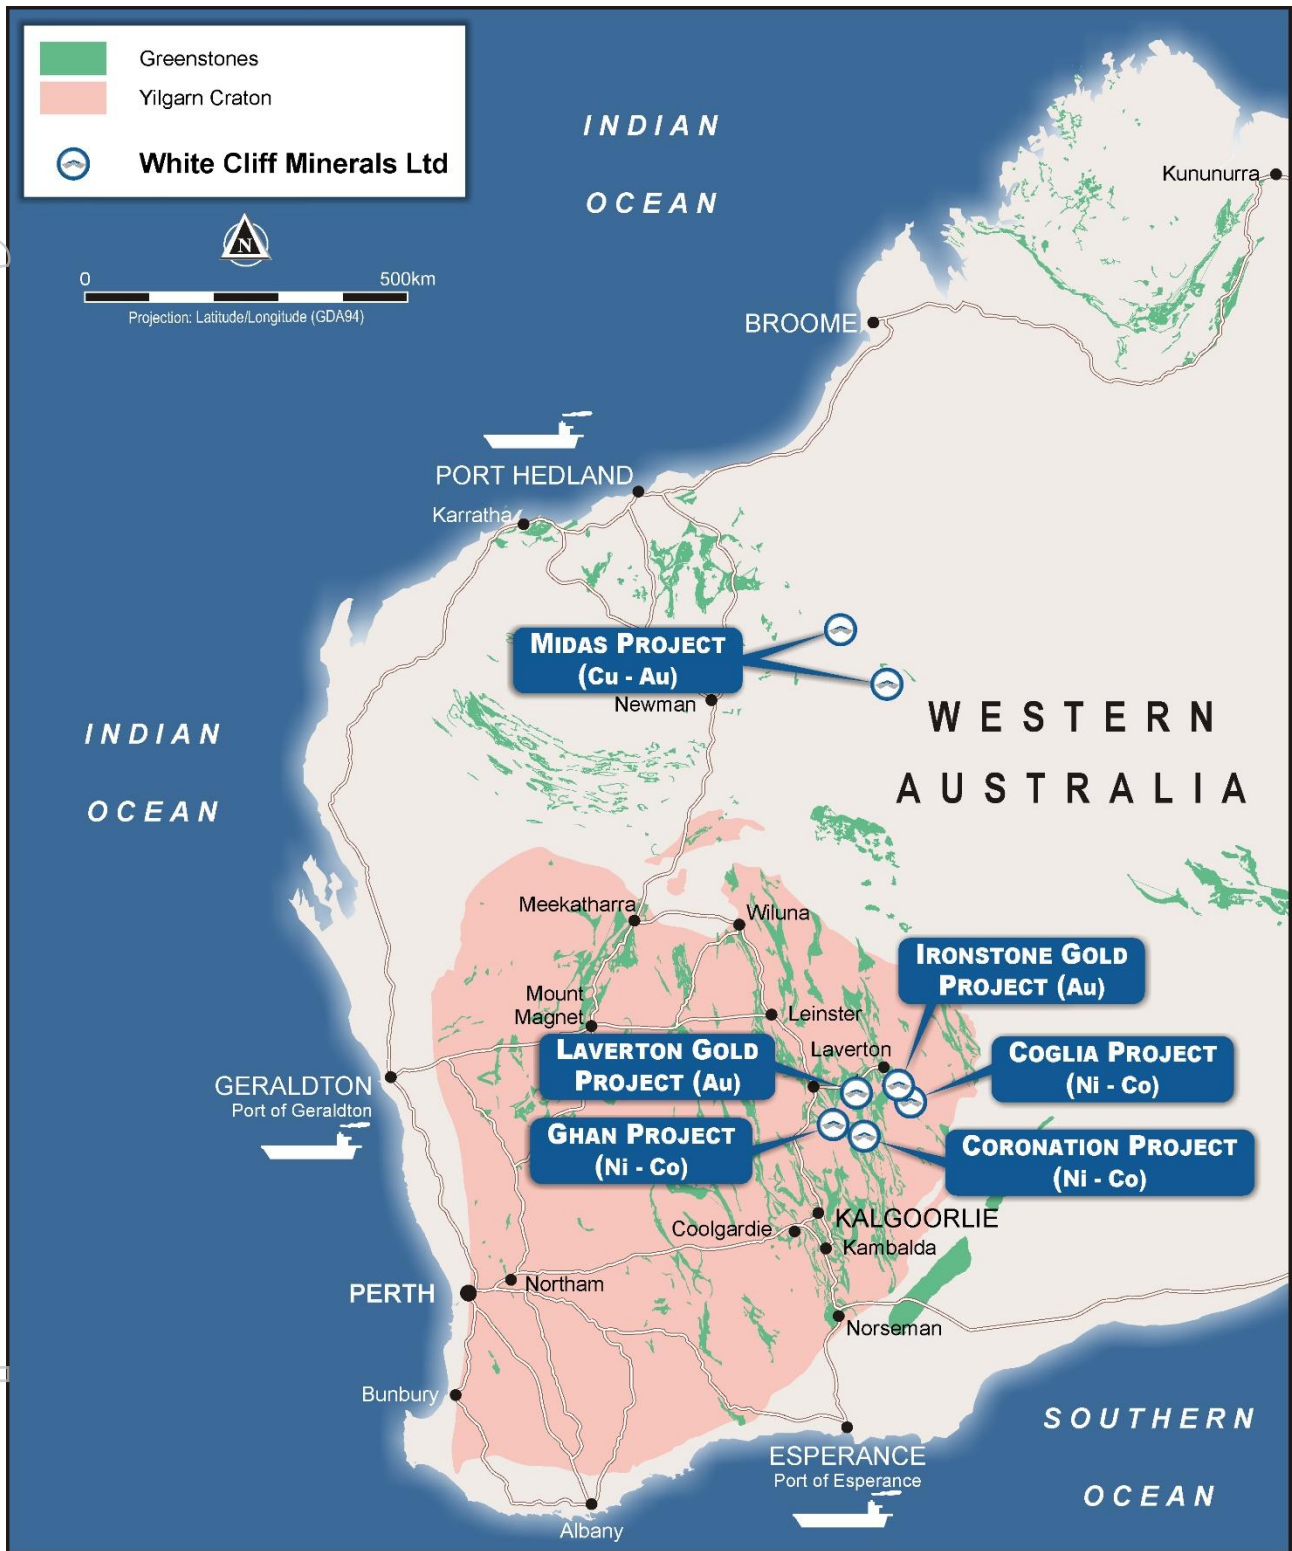 Greenstones
Yilgarn Craton
White Cliff Minerals Ltd
N
0 500km
Projection: Latitude/Longitude (GDA94)
INDIAN
OCEAN
Kununurra
BROOME
PORT HEDLAND
Karratha
MIDAS PROJECT
(Cu - Au)
Newman
WESTERN
AUSTRALIA
INDIAN
OCEAN
Meekatharra
Wiluna
IRONSTONE GOLD
PROJECT (Au)
Mount
Magnet
Leinster
LAVERTON GOLD
PROJECT (Au)
Laverton
COGLIA PROJECT
(Ni - Co)
GERALDTON
Port of Geraldton
GHAN PROJECT
(Ni - Co)
CORONATION PROJECT
(Ni - Co)
KALGOORLIE
Coolgardie
Kambalda
PERTH
Northam
Norseman
Bunbury
SOUTHERN
OCEAN
ESPERANCE
Port of Esperance
Albany